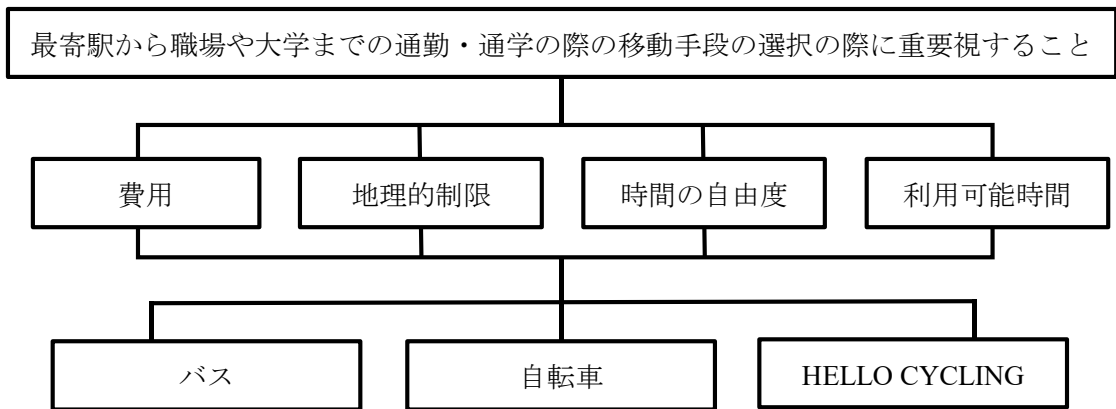 最寄駅から職場や大学までの通勤・通学の際の移動手段の選択の際に重要視すること
費用
地理的制限
時間の自由度
利用可能時間
バス
自転車
HELLO CYCLING